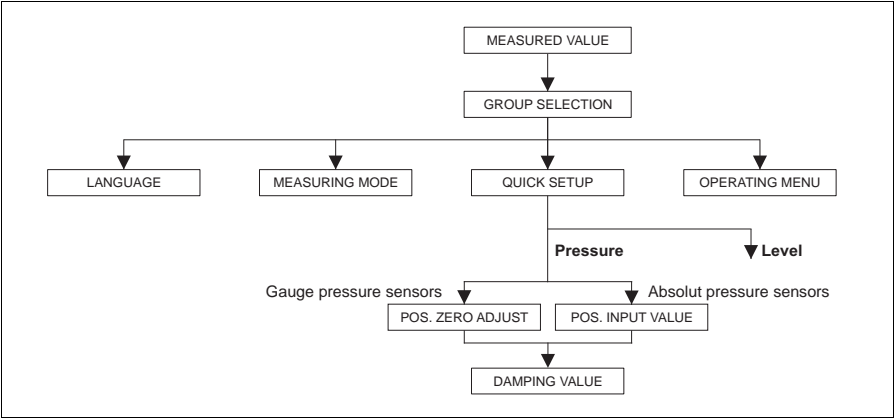 MEASURED VALUE
GROUP SELECTION
LANGUAGE
MEASURING MODE
QUICK SETUP
OPERATING MENU
Pressure
Level
Gauge pressure sensors
Absolut pressure sensors
POS. ZERO ADJUST
POS. INPUT VALUE
DAMPING VALUE